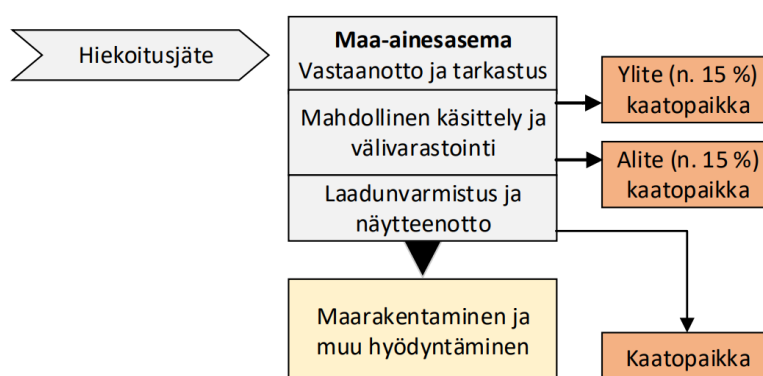 Hiekoitusjäte
Maa-ainesasema
Vastaanotto ja tarkastus
Mahdollinen käsittely ja
välivarastointi
Laadunvarmistus ja
näytteenotto
Ylite (n. 15 %)
kaatopaikka
Alite (n. 15 %)
kaatopaikka
Maarakentaminen ja
muu hyödyntäminen
Kaatopaikka